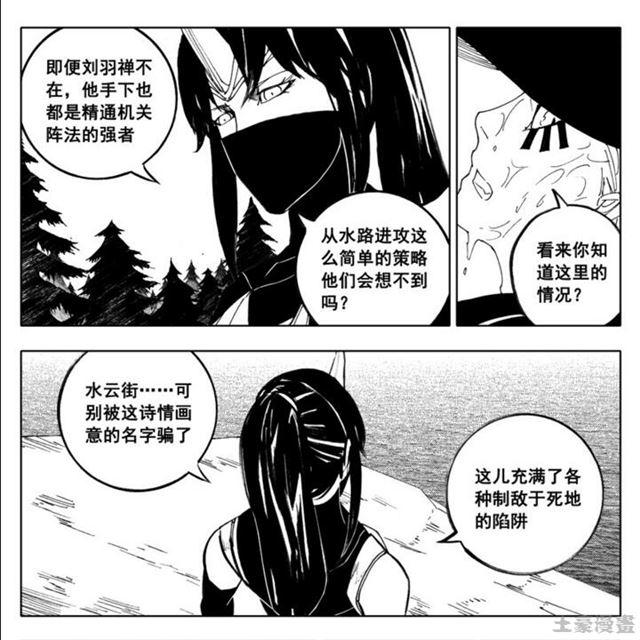 即便刘羽禅不
在，他手下也
都是精通机关
阵法的强者
从水路进攻这
么简单的策略
他们会想不到
吗？
看来你知
道这里的
情况？
水云街……可
别被这诗情画
意的名字骗了
这儿充满了各
种制敌于死地
的陷阱
土豪漫畫